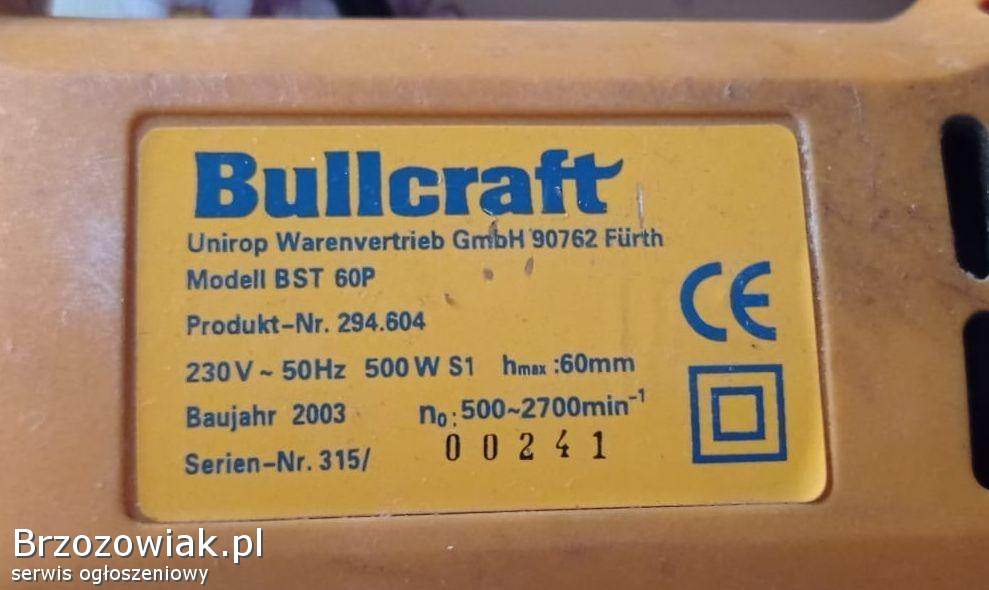 Bullcraft
Unirop Warenvertrieb GmbH 90762 Fürth
Modell BST 60P
Produkt-Nr. 294.604
230 V ~ 50Hz 500 W S1 hmax :60mm
Baujahr 2003 n₀: 500~2700min⁻¹
Serien-Nr. 315/ 00241
CE
Brzozowiak.pl
serwis ogłoszeniowy